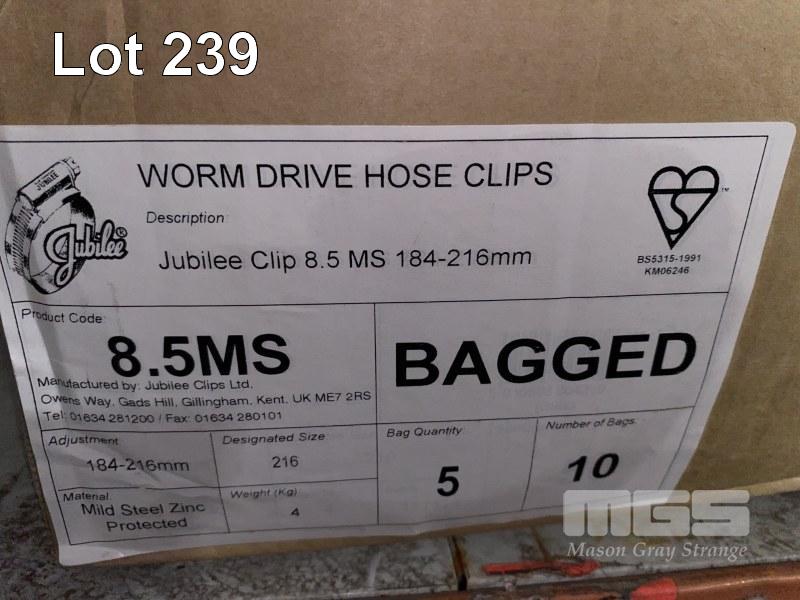 Lot 239
JUBILEE
Jubilee®
WORM DRIVE HOSE CLIPS
Description
Jubilee Clip 8.5 MS 184-216mm
™
BS5315-1991
KM06246
Product Code
8.5MS
Manufactured by: Jubilee Clips Ltd.
Owens Way, Gads Hill, Gillingham, Kent. UK ME7 2RS
Tel: 01634 281200 / Fax: 01634 280101
BAGGED
Adjustment
184-216mm
Designated Size
216
Bag Quantity
5
Number of Bags
10
Material
Mild Steel Zinc
Protected
Weight (Kg)
4
MGS
Mason Gray Strange